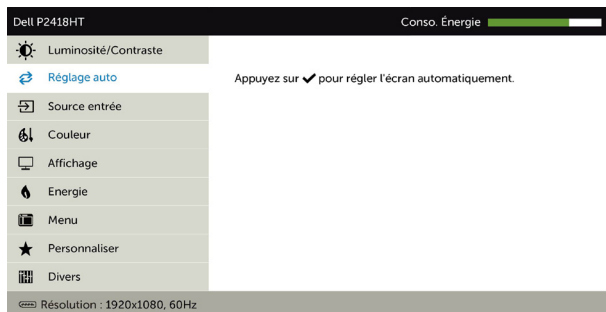 Dell P2418HT
Conso. Énergie
Luminosité/Contraste
Réglage auto
Appuyez sur ✔ pour régler l'écran automatiquement.
Source entrée
Couleur
Affichage
Energie
Menu
Personnaliser
Divers
Résolution : 1920x1080, 60Hz